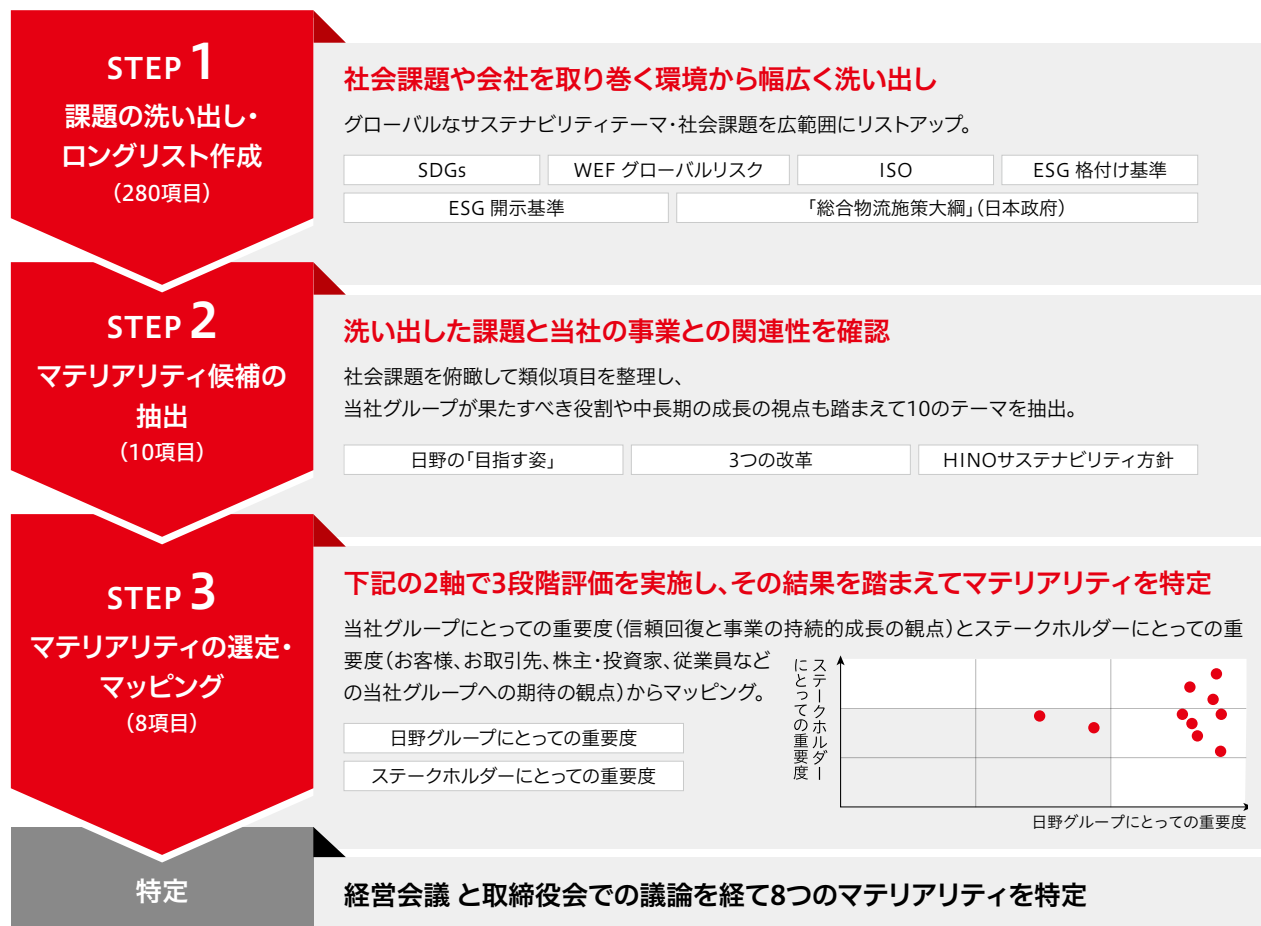 STEP 1
課題の洗い出し・
ロングリスト作成
（280項目）
社会課題や会社を取り巻く環境から幅広く洗い出し
グローバルなサステナビリティテーマ・社会課題を広範囲にリストアップ。
SDGs
WEF グローバルリスク
ISO
ESG 格付け基準
ESG 開示基準
「総合物流施策大綱」（日本政府）
STEP 2
マテリアリティ候補の
抽出
（10項目）
洗い出した課題と当社の事業との関連性を確認
社会課題を俯瞰して類似項目を整理し、
当社グループが果たすべき役割や中長期の成長の視点も踏まえて10のテーマを抽出。
日野の「目指す姿」
3つの改革
HINOサステナビリティ方針
STEP 3
マテリアリティの選定・
マッピング
（8項目）
下記の2軸で3段階評価を実施し、その結果を踏まえてマテリアリティを特定
当社グループにとっての重要度（信頼回復と事業の持続的成長の観点）とステークホルダーにとっての重
要度（お客様、お取引先、株主・投資家、従業員など
の当社グループへの期待の観点）からマッピング。
日野グループにとっての重要度
ステークホルダーにとっての重要度
ステークホルダー
にとっての重要度
日野グループにとっての重要度
特定
経営会議 と取締役会での議論を経て8つのマテリアリティを特定